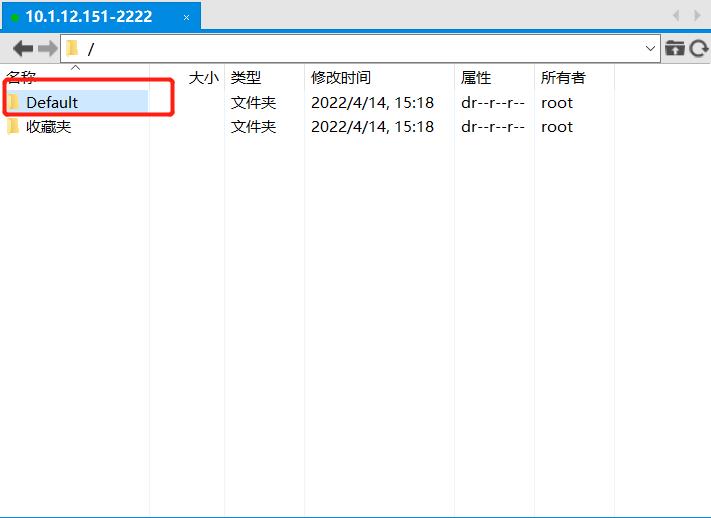 10.1.12.151-2222 ×
/
名称 大小 类型 修改时间 属性 所有者
Default 文件夹 2022/4/14, 15:18 dr--r--r-- root
收藏夹 文件夹 2022/4/14, 15:18 dr--r--r-- root